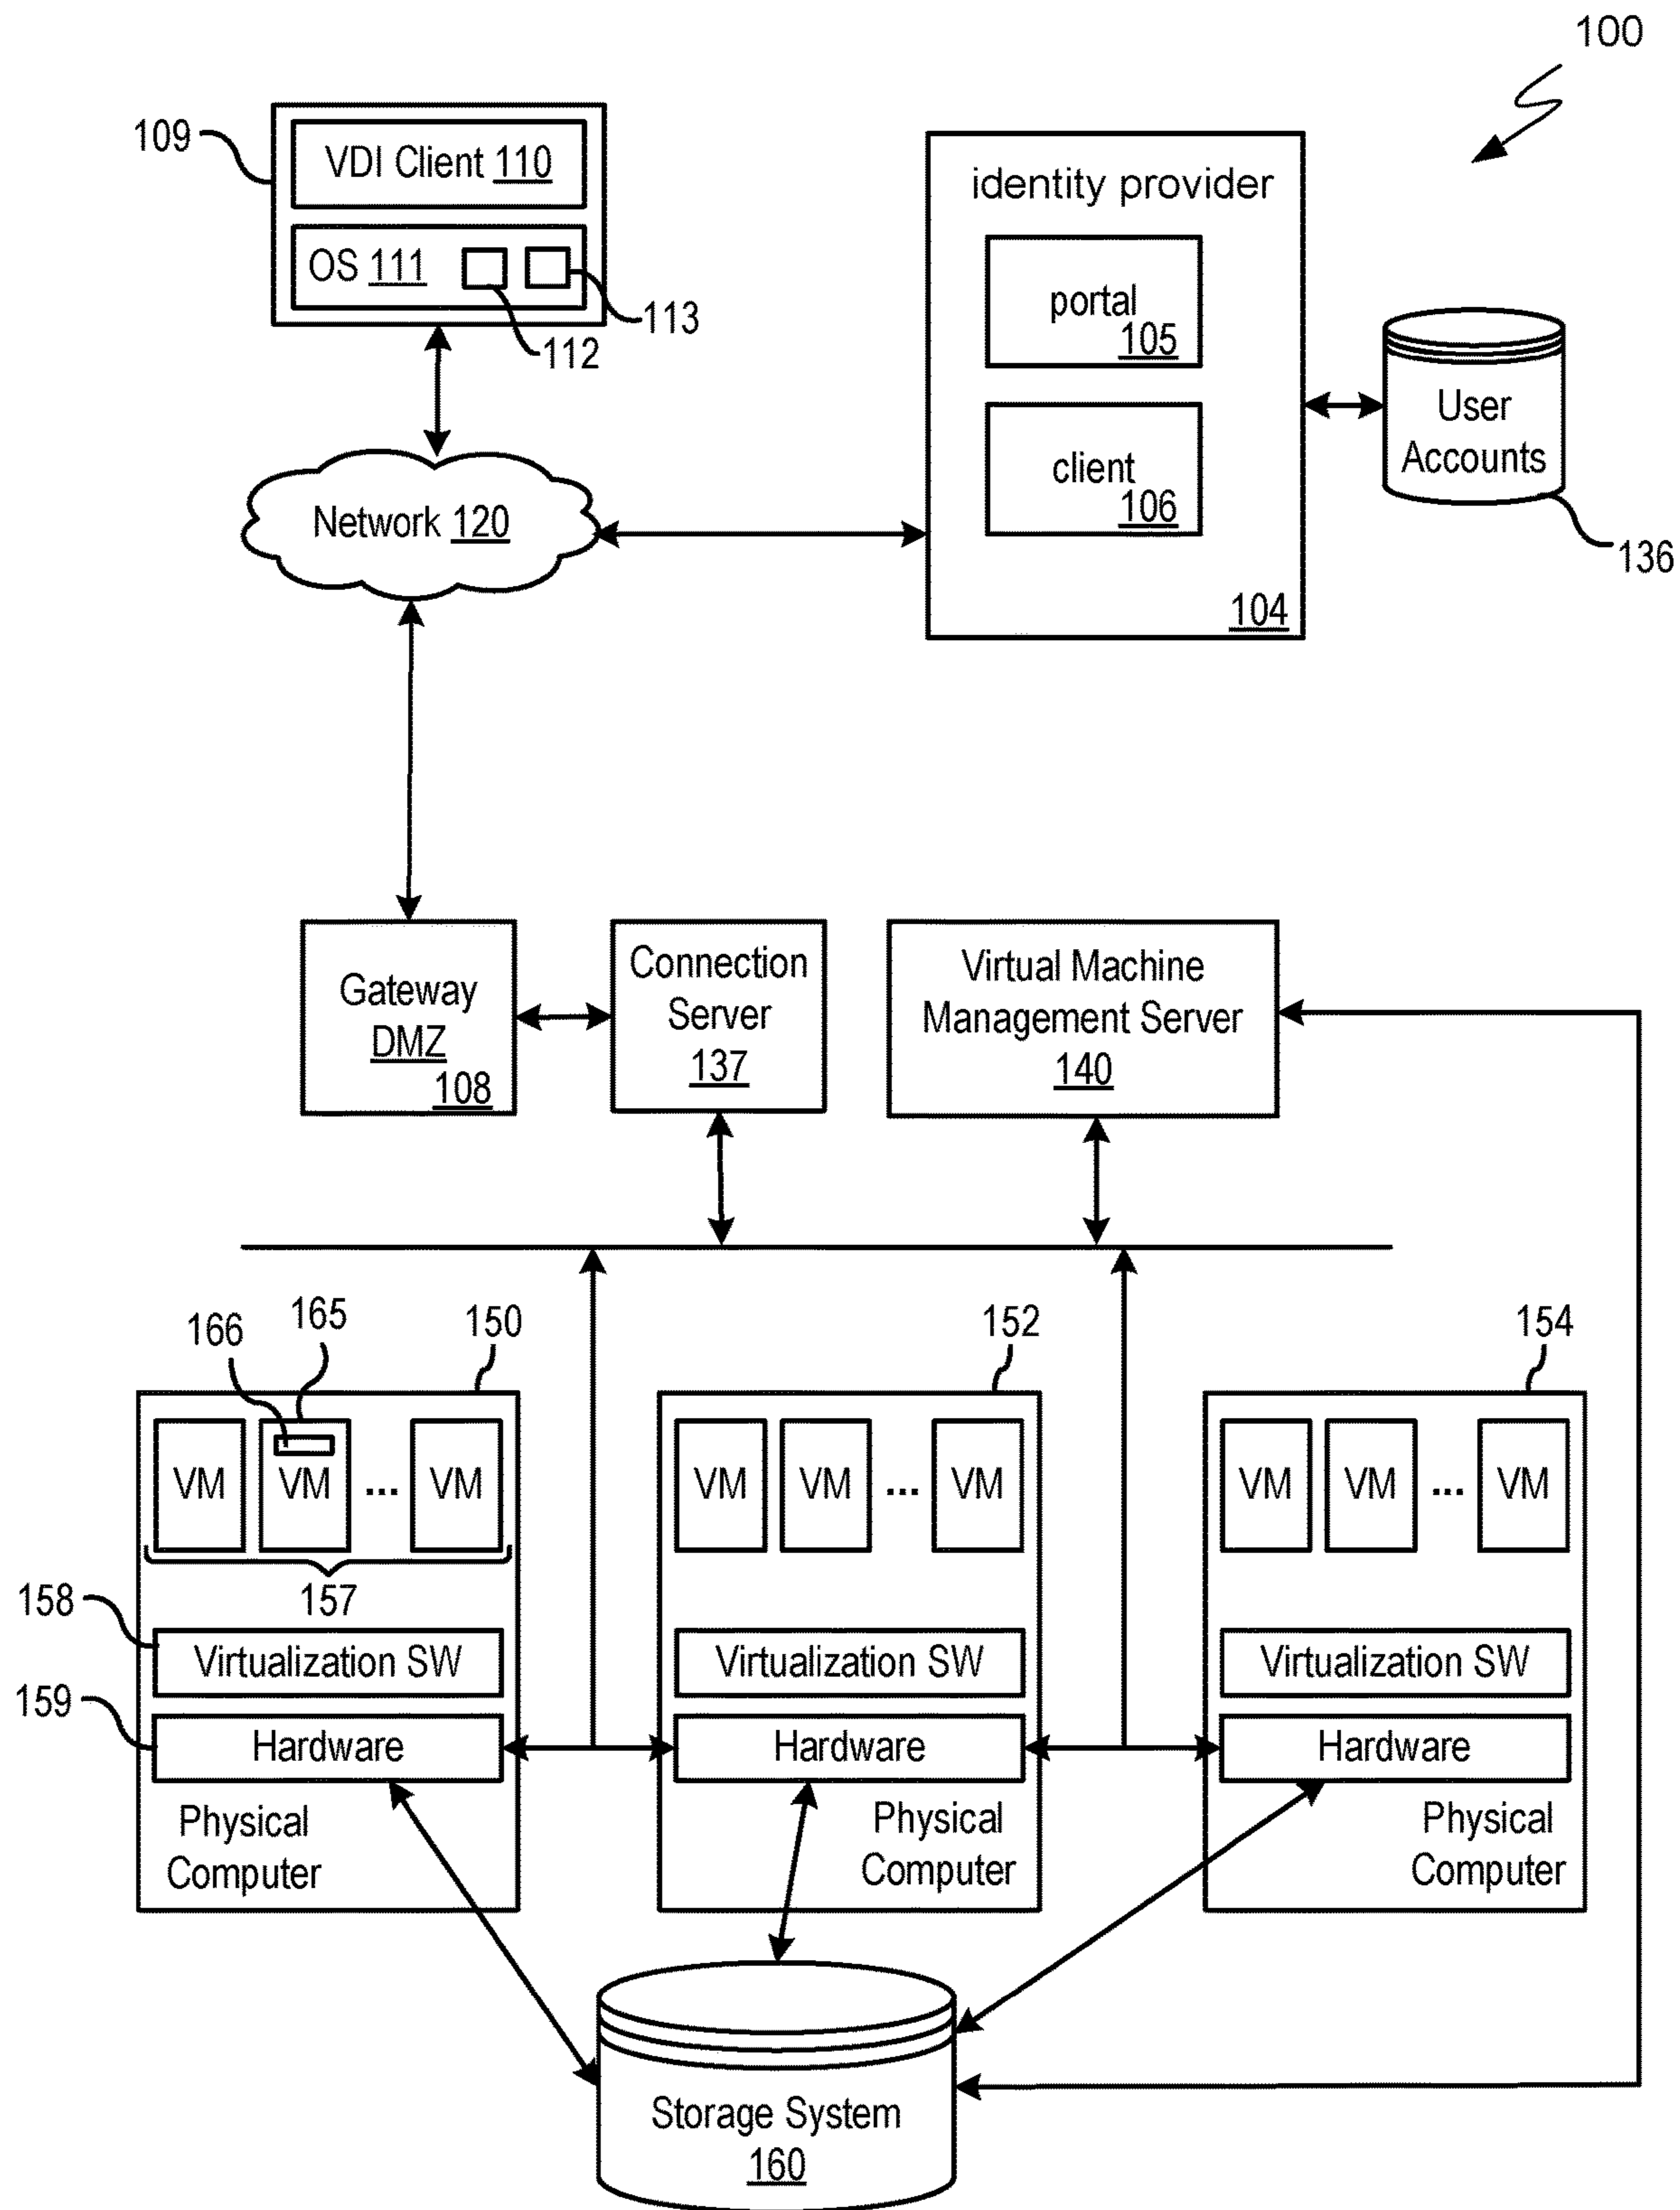 100
109
VDI Client 110
OS 111
113
112
identity provider
portal
105
client
106
104
User
Accounts
136
Network 120
Gateway
DMZ
108
Connection
Server
137
Virtual Machine
Management Server
140
166
165
150
152
154
VM
VM
...
VM
VM
VM
...
VM
VM
VM
...
VM
157
158
Virtualization SW
Virtualization SW
Virtualization SW
159
Hardware
Hardware
Hardware
Physical
Computer
Physical
Computer
Physical
Computer
Storage System
160